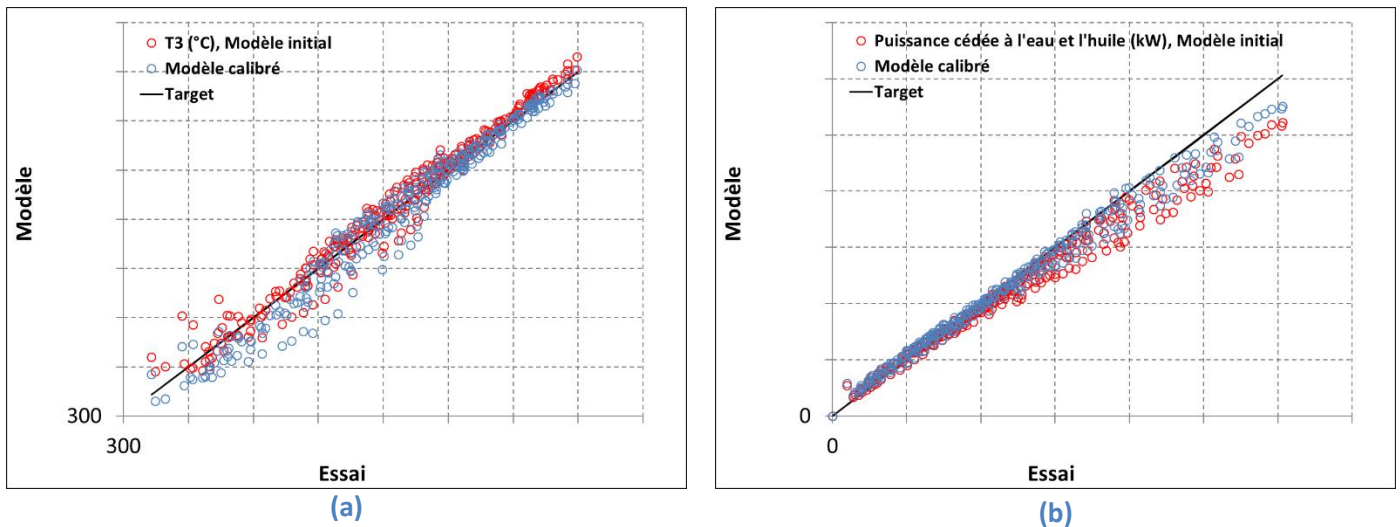 T3 (°C), Modèle initial
Modèle calibré
Target
Modèle
300
300
Essai
(a)
Puissance cédée à l'eau et l'huile (kW), Modèle initial
Modèle calibré
Target
Modèle
0
0
Essai
(b)